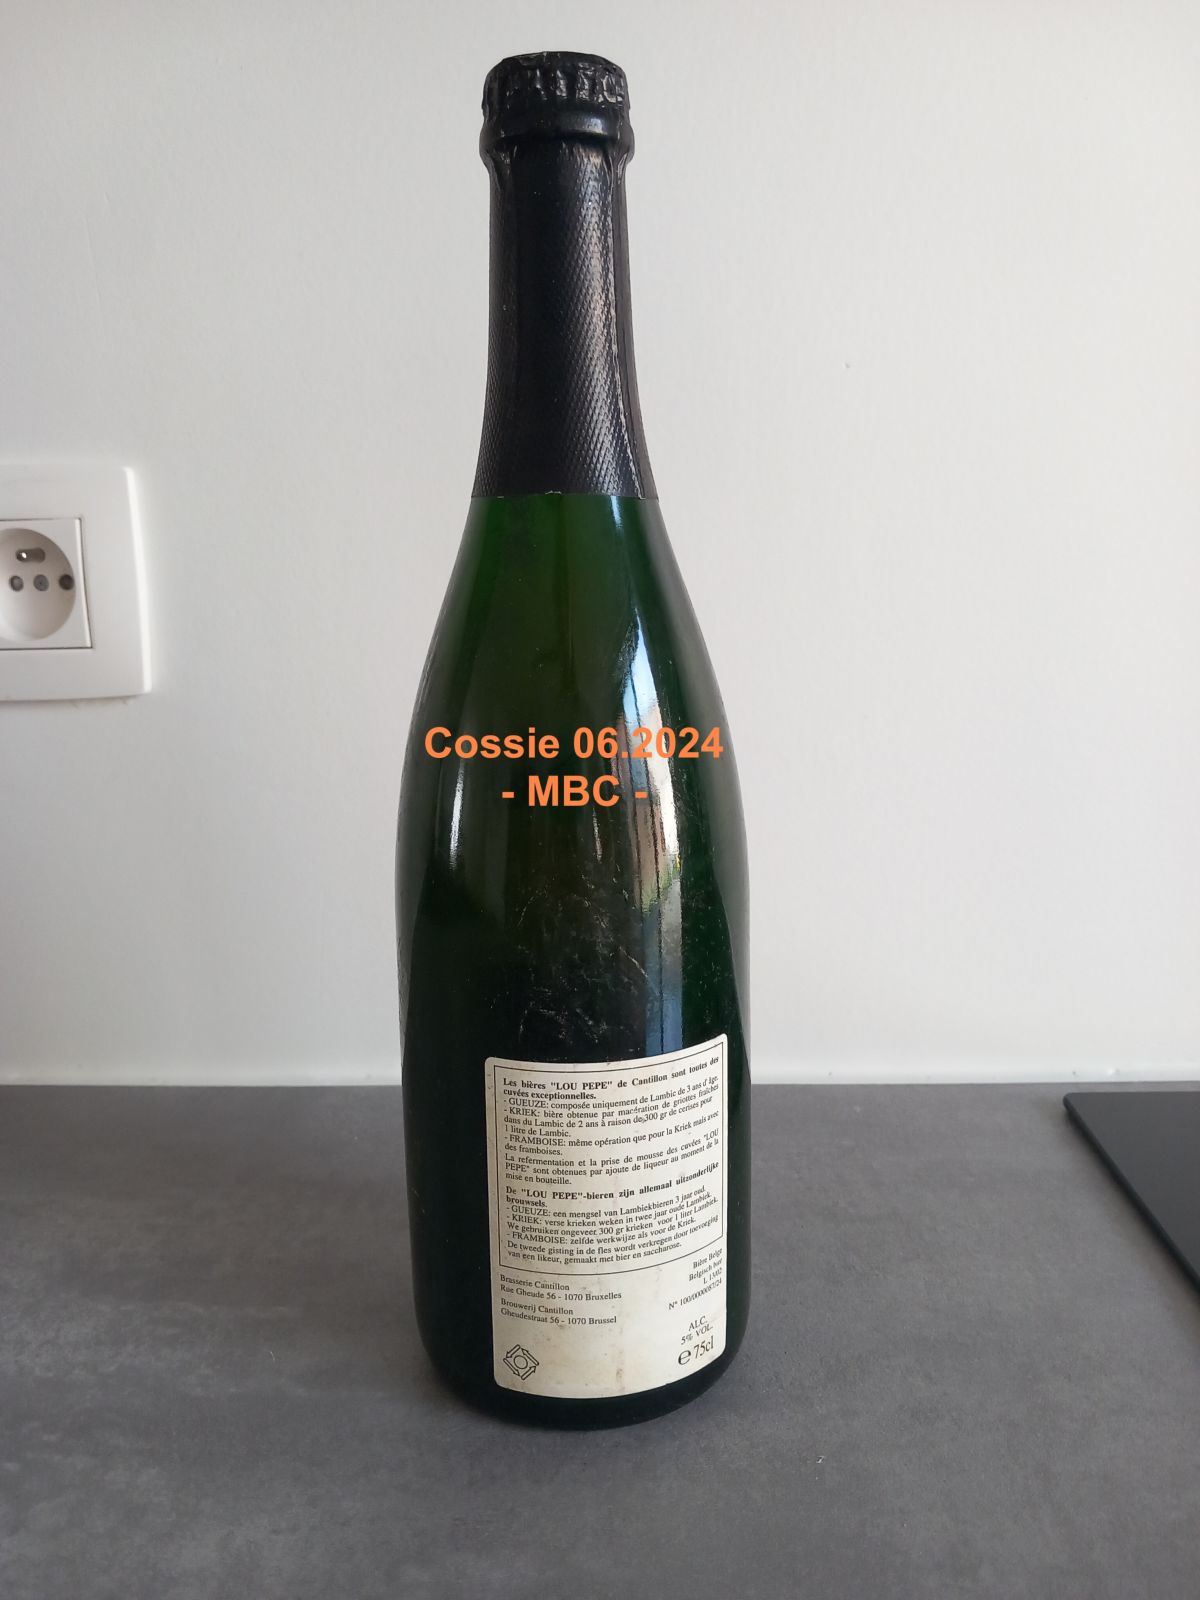 Cossie 06.2024
- MBC -
Les bières "LOU PEPE" de Cantillon sont toutes des
cuvées exceptionnelles.
- GUEUZE: composée uniquement de Lambic de 3 ans d'âge.
- KRIEK: bière obtenue par macération de griottes fraîches
dans du Lambic de 2 ans à raison de 300 gr de cerises pour
1 litre de Lambic.
- FRAMBOISE: même opération que pour la Kriek mais avec
des framboises.
La refermentation et la prise de mousse des cuvées "LOU
PEPE" sont obtenues par ajoute de liqueur au moment de la
mise en bouteille.
De "LOU PEPE"-bieren zijn allemaal uitzonderlijke
brouwsels.
- GUEUZE: een mengsel van Lambiekbieren 3 jaar oud.
- KRIEK: verse krieken weken in twee jaar oude Lambiek.
We gebruiken ongeveer 300 gr krieken voor 1 liter Lambiek.
- FRAMBOISE: zelfde werkwijze als voor de Kriek.
De tweede gisting in de fles wordt verkregen door toevoeging
van een likeur, gemaakt met bier en saccharose.
Brasserie Cantillon
Rue Gheude 56 - 1070 Bruxelles
Brouwerij Cantillon
Gheudestraat 56 - 1070 Brussel
Bière Belge
Belgisch bier
L 13/02
N° 100/0000087/24
ALC.
5% VOL.
e 75cl